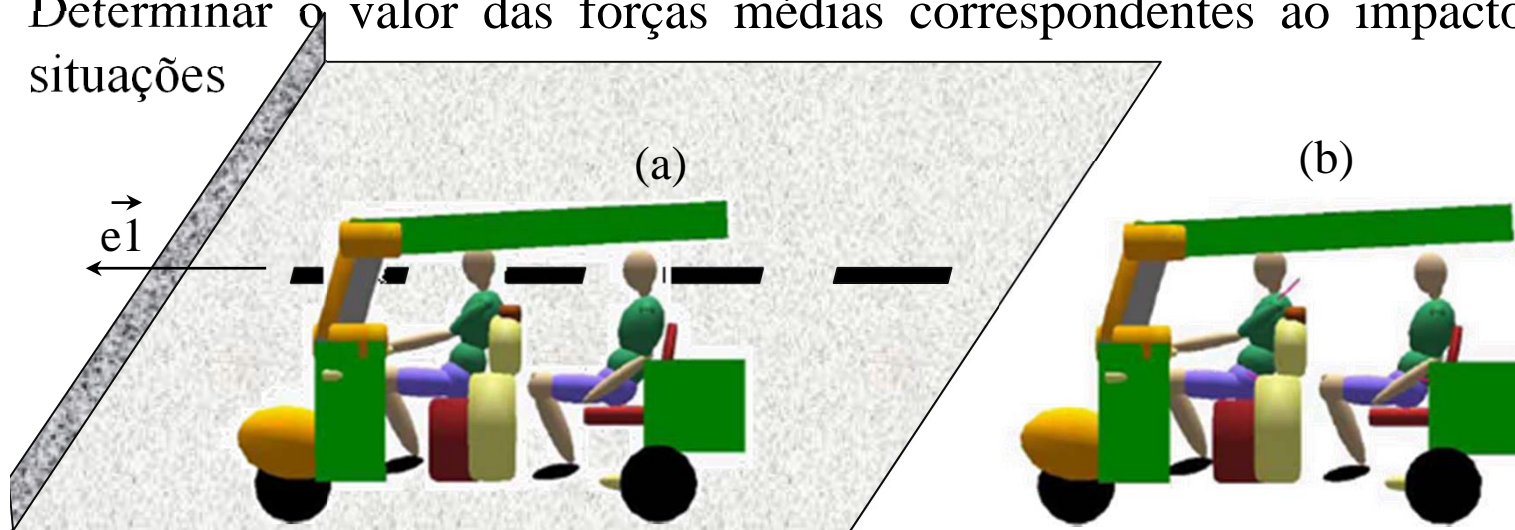 Determinar o valor das forças médias correspondentes ao impacto
situações
(a)
(b)
e1